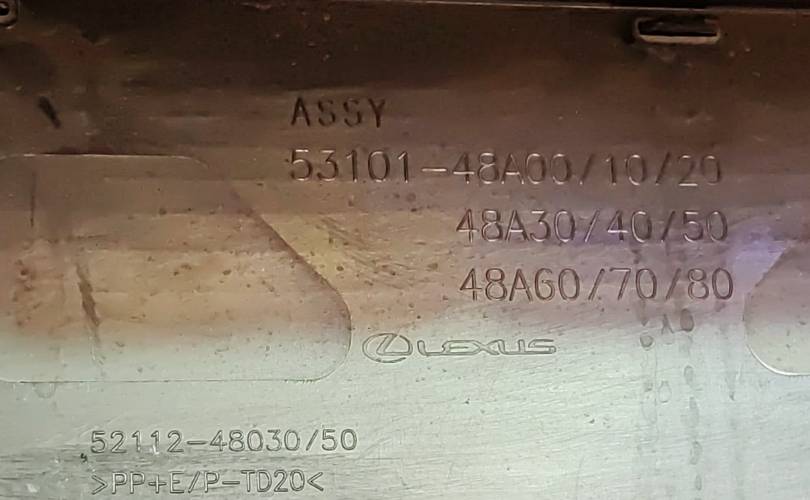 ASSY
53101-48A00/10/20
48A30/40/50
48A60/70/80
LEXUS
52112-48030/50
>PP+E/P-TD20<